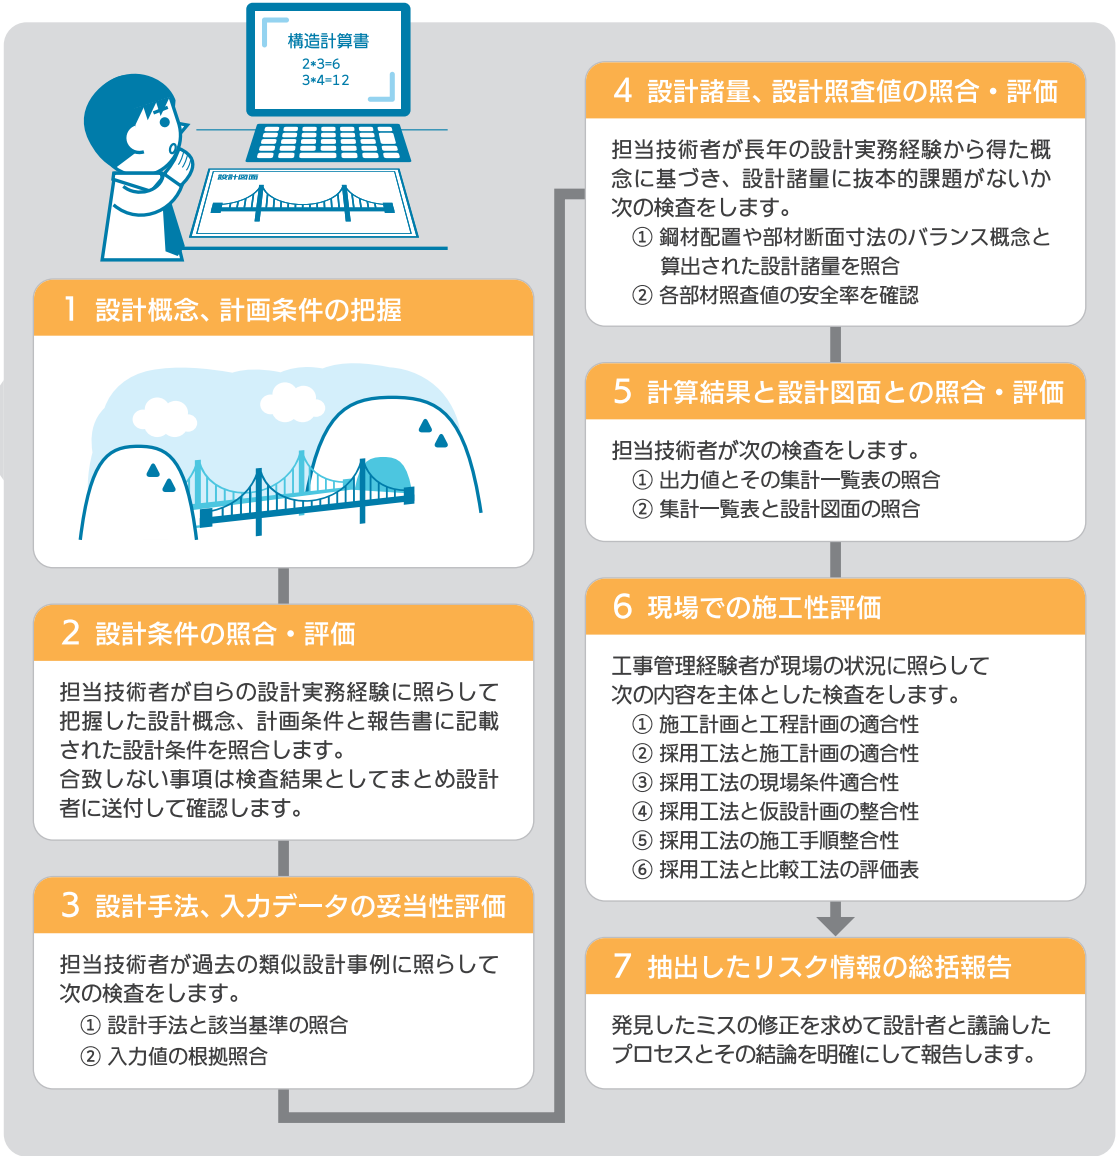 構造計算書
2*3=6
3*4=12
設計図面
1 設計概念、計画条件の把握
2 設計条件の照合・評価
担当技術者が自らの設計実務経験に照らして
把握した設計概念、計画条件と報告書に記載
された設計条件を照合します。
合致しない事項は検査結果としてまとめ設計
者に送付して確認します。
3 設計手法、入力データの妥当性評価
担当技術者が過去の類似設計事例に照らして
次の検査をします。
① 設計手法と該当基準の照合
② 入力値の根拠照合
4 設計諸量、設計照査値の照合・評価
担当技術者が長年の設計実務経験から得た概
念に基づき、設計諸量に抜本的課題がないか
次の検査をします。
① 鋼材配置や部材断面寸法のバランス概念と
算出された設計諸量を照合
② 各部材照査値の安全率を確認
5 計算結果と設計図面との照合・評価
担当技術者が次の検査をします。
① 出力値とその集計一覧表の照合
② 集計一覧表と設計図面の照合
6 現場での施工性評価
工事管理経験者が現場の状況に照らして
次の内容を主体とした検査をします。
① 施工計画と工程計画の適合性
② 採用工法と施工計画の適合性
③ 採用工法の現場条件適合性
④ 採用工法と仮設計画の整合性
⑤ 採用工法の施工手順整合性
⑥ 採用工法と比較工法の評価表
7 抽出したリスク情報の総括報告
発見したミスの修正を求めて設計者と議論した
プロセスとその結論を明確にして報告します。